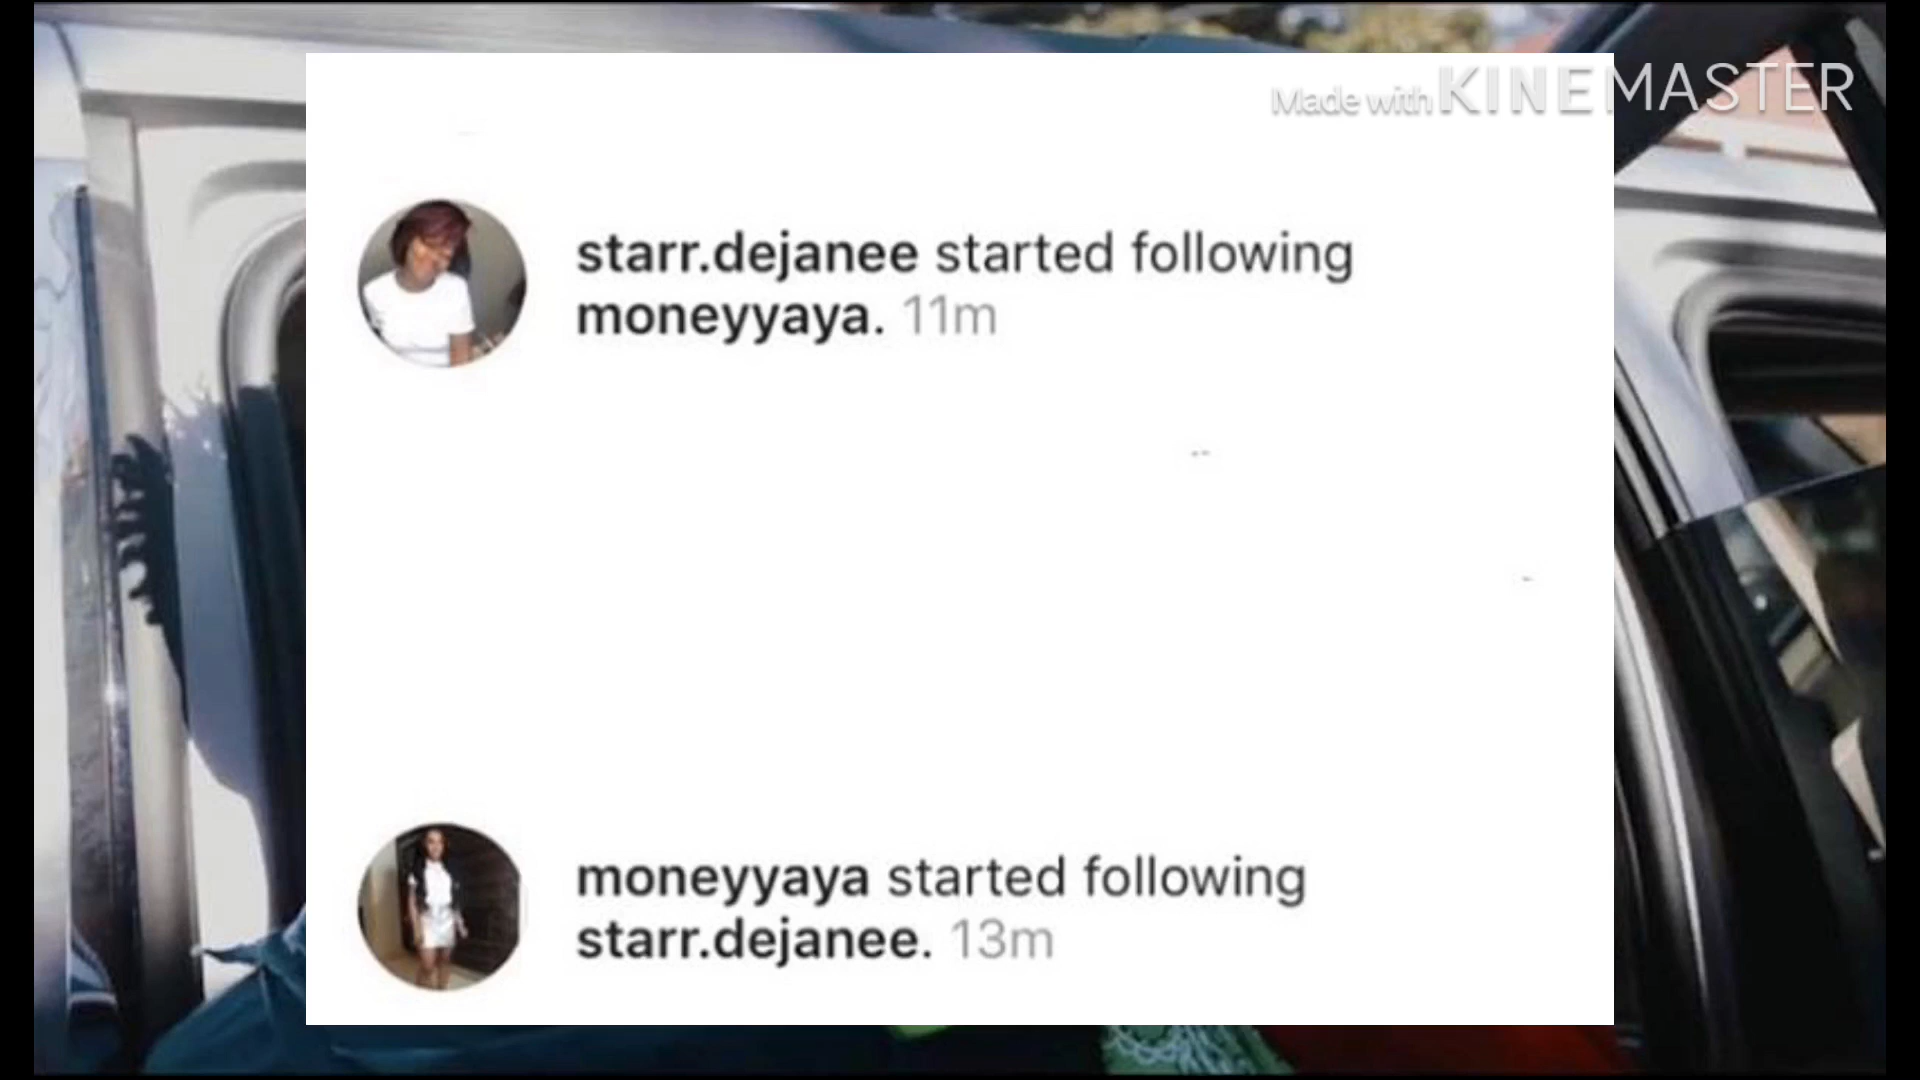 Made with KINEMASTER
starr.dejanee started following
moneyyaya. 11m
moneyyaya started following
starr.dejanee. 13m